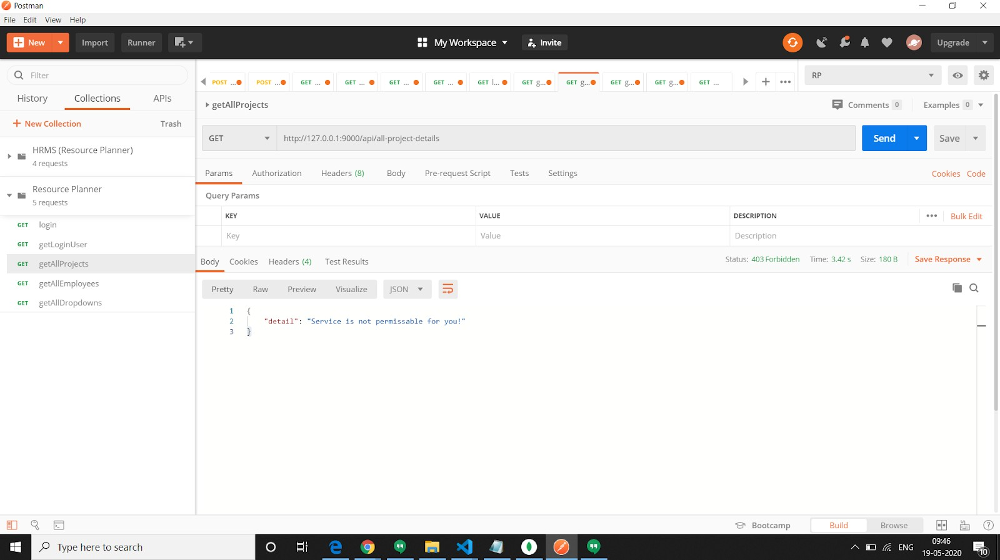 Postman
File Edit View Help
New Import Runner My Workspace Invite Upgrade
Filter
History Collections APIs
New Collection Trash
HRMS (Resource Planner)
4 requests
Resource Planner
5 requests
GET login
GET getLoginUser
GET getAllProjects
GET getAllEmployees
GET getAllDropdowns
POST ... POST ... GET ... GET ... GET ... GET ... GET l... GET g... GET g... GET g... GET g... GET ...
RP
getAllProjects Comments 0 Examples 0
GET http://127.0.0.1:9000/api/all-project-details Send Save
Params Authorization Headers (8) Body Pre-request Script Tests Settings Cookies Code
Query Params
KEY VALUE DESCRIPTION ••• Bulk Edit
Key Value Description
Body Cookies Headers (4) Test Results Status: 403 Forbidden Time: 3.42 s Size: 180 B Save Response
Pretty Raw Preview Visualize JSON
1 {
2 "detail": "Service is not permissable for you!"
3 }
Bootcamp Build Browse
Type here to search
ENG
09:46
19-05-2020
10